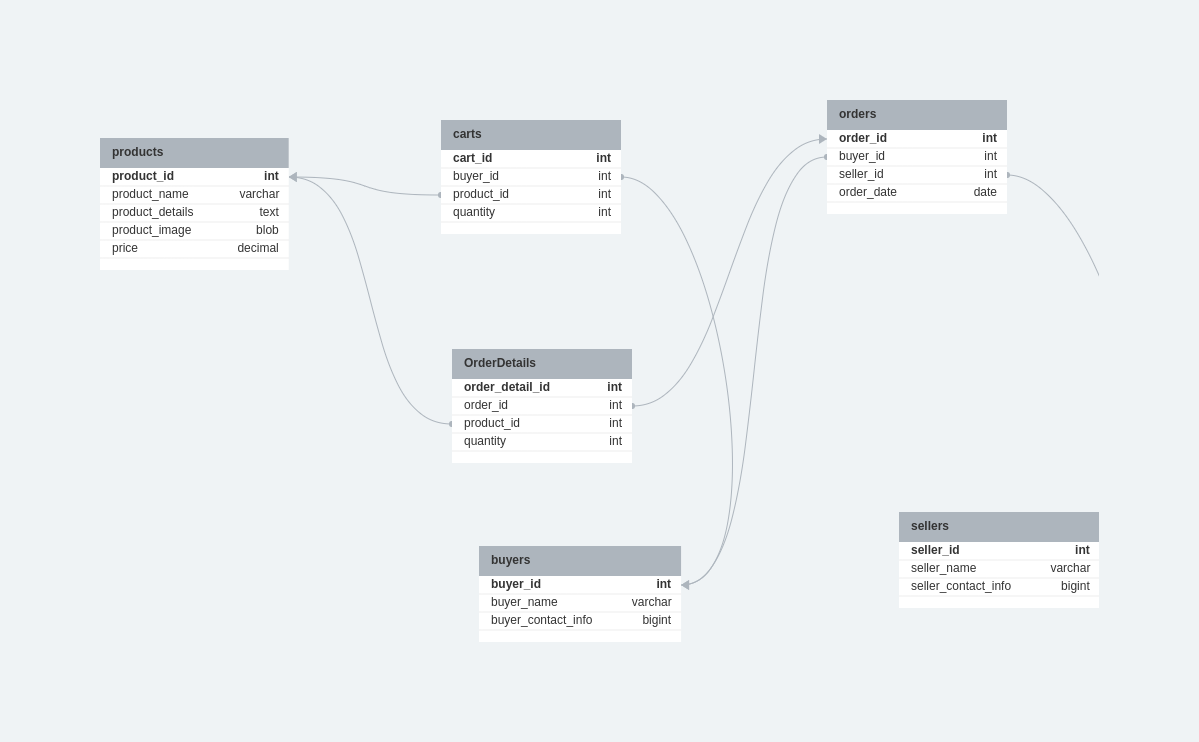 products
product_id int
product_name varchar
product_details text
product_image blob
price decimal
carts
cart_id int
buyer_id int
product_id int
quantity int
orders
order_id int
buyer_id int
seller_id int
order_date date
OrderDetails
order_detail_id int
order_id int
product_id int
quantity int
buyers
buyer_id int
buyer_name varchar
buyer_contact_info bigint
sellers
seller_id int
seller_name varchar
seller_contact_info bigint